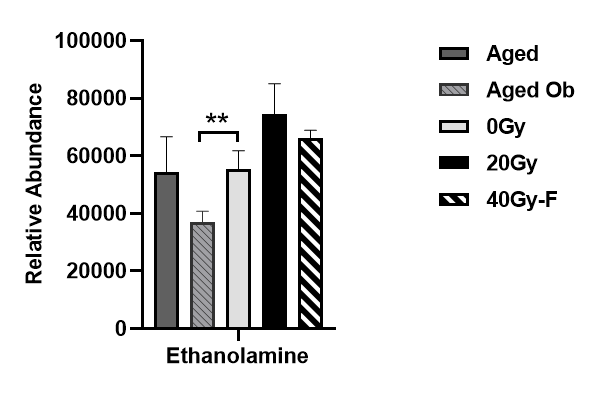 100000
80000
60000
40000
20000
0
Relative Abundance
**
Ethanolamine
Aged
Aged Ob
0Gy
20Gy
40Gy-F